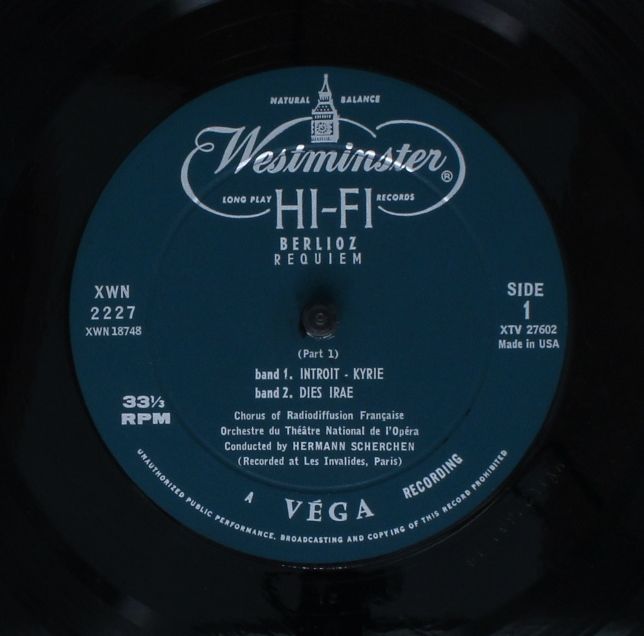 NATURAL BALANCE
Westminster®
LONG PLAY HI-FI RECORDS
BERLIOZ
REQUIEM
XWN
2227
XWN 18748
SIDE
1
XTV 27602
Made in USA
(Part 1)
band 1. INTROIT - KYRIE
band 2. DIES IRAE
33⅓
RPM
Chorus of Radiodiffusion Française
Orchestre du Théâtre National de l'Opéra
Conducted by HERMANN SCHERCHEN
(Recorded at Les Invalides, Paris)
A VÉGA RECORDING
UNAUTHORIZED PUBLIC PERFORMANCE, BROADCASTING AND COPYING OF THIS RECORD PROHIBITED